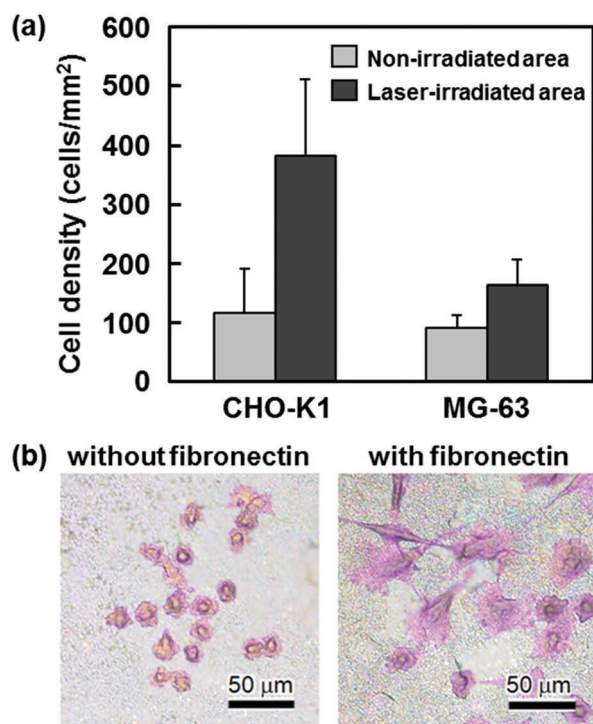 (a)
600
500
400
300
200
100
0
Cell density (cells/mm²)
Non-irradiated area
Laser-irradiated area
CHO-K1 MG-63
(b) without fibronectin with fibronectin
50 μm 50 μm